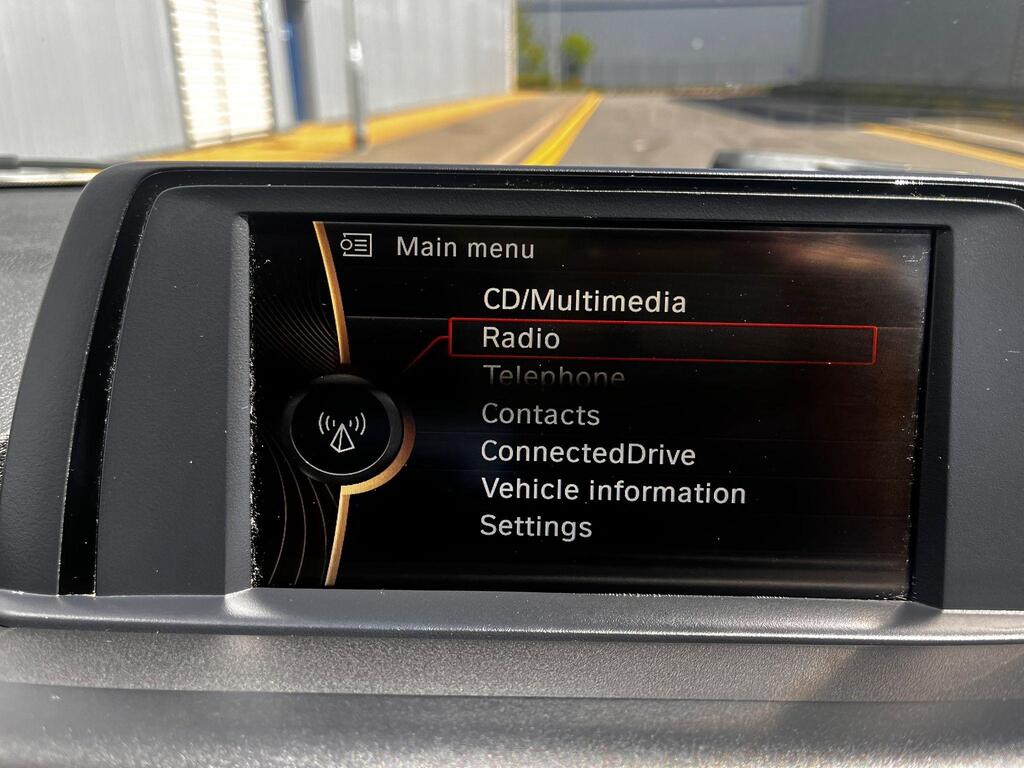 Main menu
CD/Multimedia
Radio
Telephone
Contacts
ConnectedDrive
Vehicle information
Settings